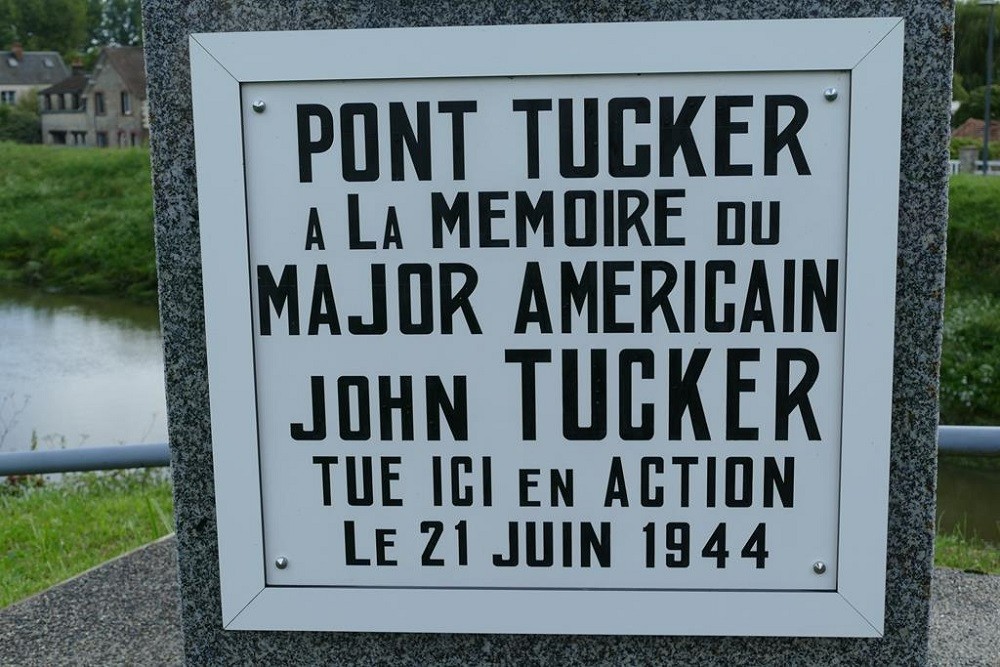 PONT TUCKER
A LA MEMOIRE DU
MAJOR AMERICAIN
JOHN TUCKER
TUE ICI EN ACTION
LE 21 JUIN 1944